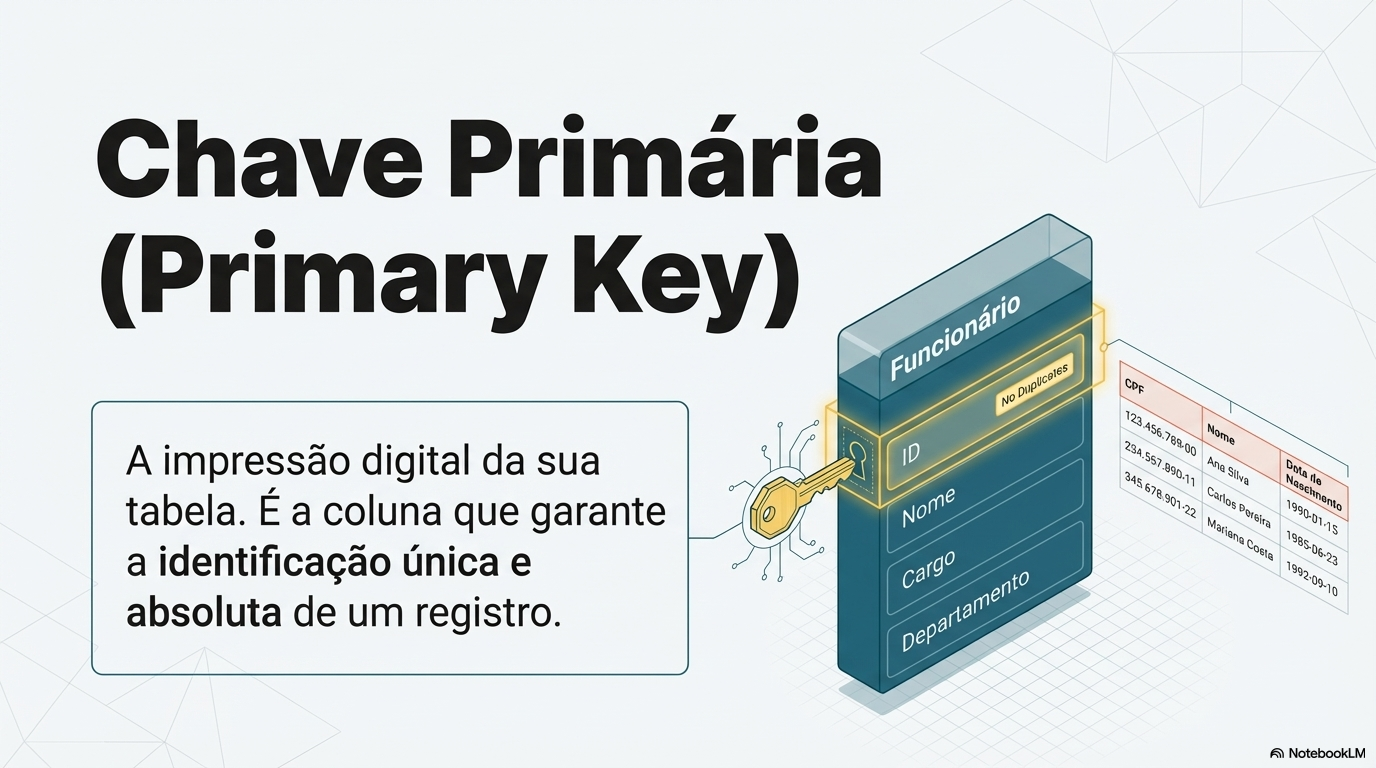 Chave Primária
(Primary Key)
A impressão digital da sua
tabela. É a coluna que garante
a identificação única e
absoluta de um registro.
Funcionário
No Duplicates
ID
Nome
Cargo
Departamento
CPF
Nome
Data de
Nascimento
123.456.789-00
Ana Silva
1990-01-15
234.567.890-11
Carlos Pereira
1985-06-23
345.678.901-22
Mariana Costa
1992-09-10
NotebookLM